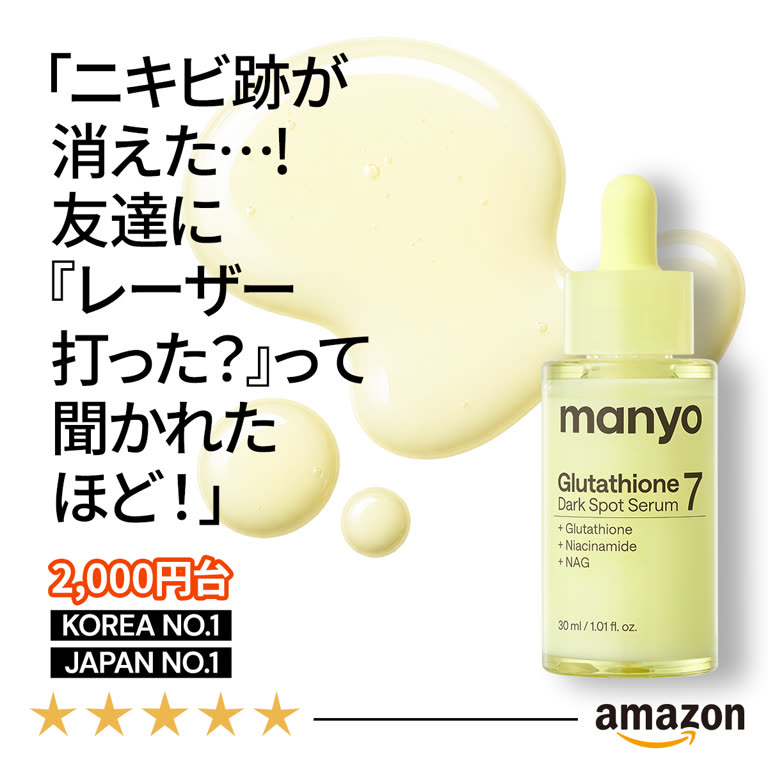 「ニキビ跡が
消えた…!
友達に
『レーザー
打った?』って
聞かれた
ほど！」
2,000円台
KOREA NO.1
JAPAN NO.1
manyo
Glutathione 7
Dark Spot Serum
+ Glutathione
+ Niacinamide
+ NAG
30 ml / 1.01 fl. oz.
amazon